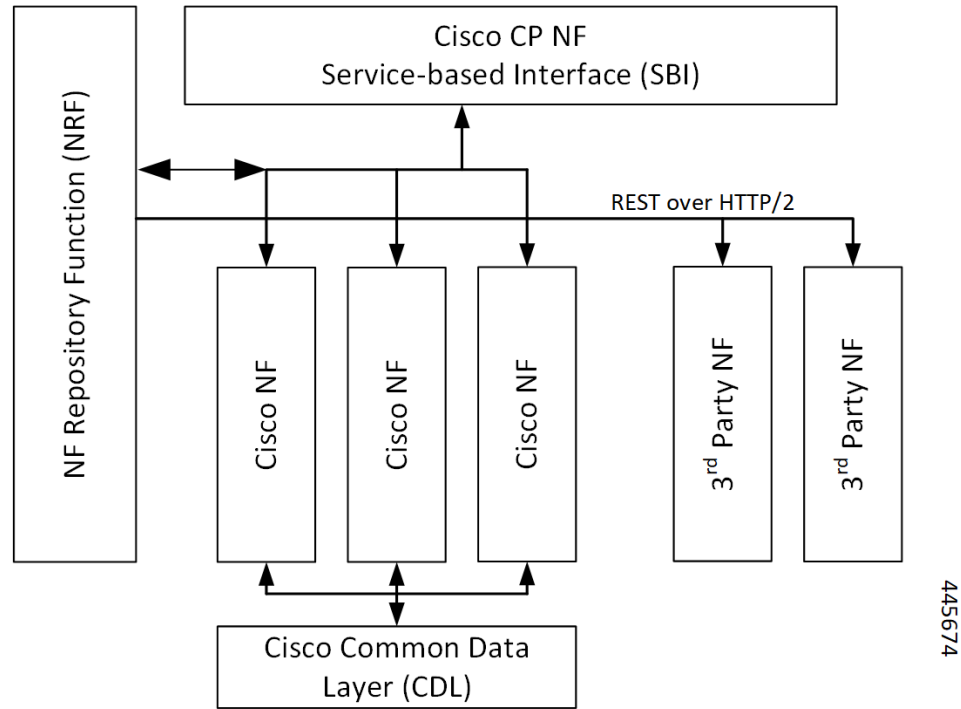 Cisco CP NF
Service-based Interface (SBI)
NF Repository Function (NRF)
REST over HTTP/2
Cisco NF
Cisco NF
Cisco NF
3rd Party NF
3rd Party NF
Cisco Common Data
Layer (CDL)
445674